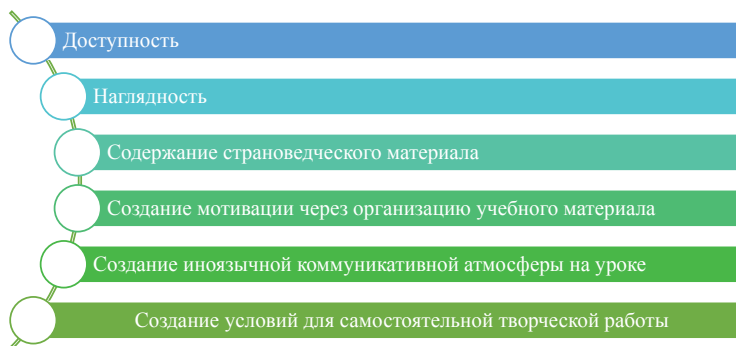 Доступность
Наглядность
Содержание страноведческого материала
Создание мотивации через организацию учебного материала
Создание иноязычной коммуникативной атмосферы на уроке
Создание условий для самостоятельной творческой работы